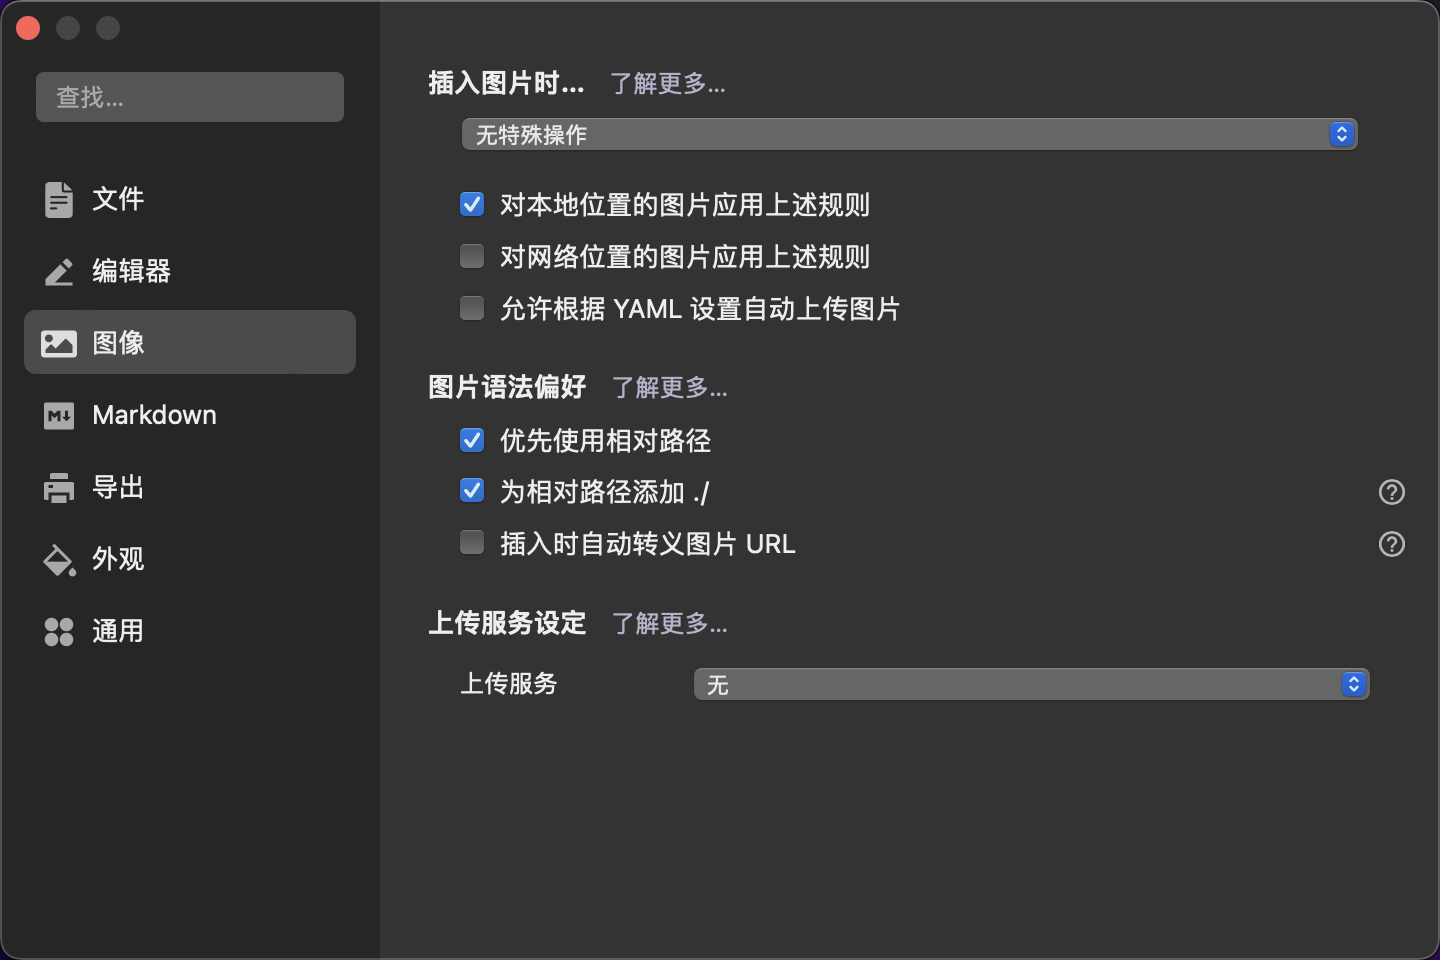 查找...
文件
编辑器
图像
Markdown
导出
外观
通用
插入图片时... 了解更多...
无特殊操作
对本地位置的图片应用上述规则
对网络位置的图片应用上述规则
允许根据 YAML 设置自动上传图片
图片语法偏好 了解更多...
优先使用相对路径
为相对路径添加 ./
插入时自动转义图片 URL
上传服务设定 了解更多...
上传服务 无